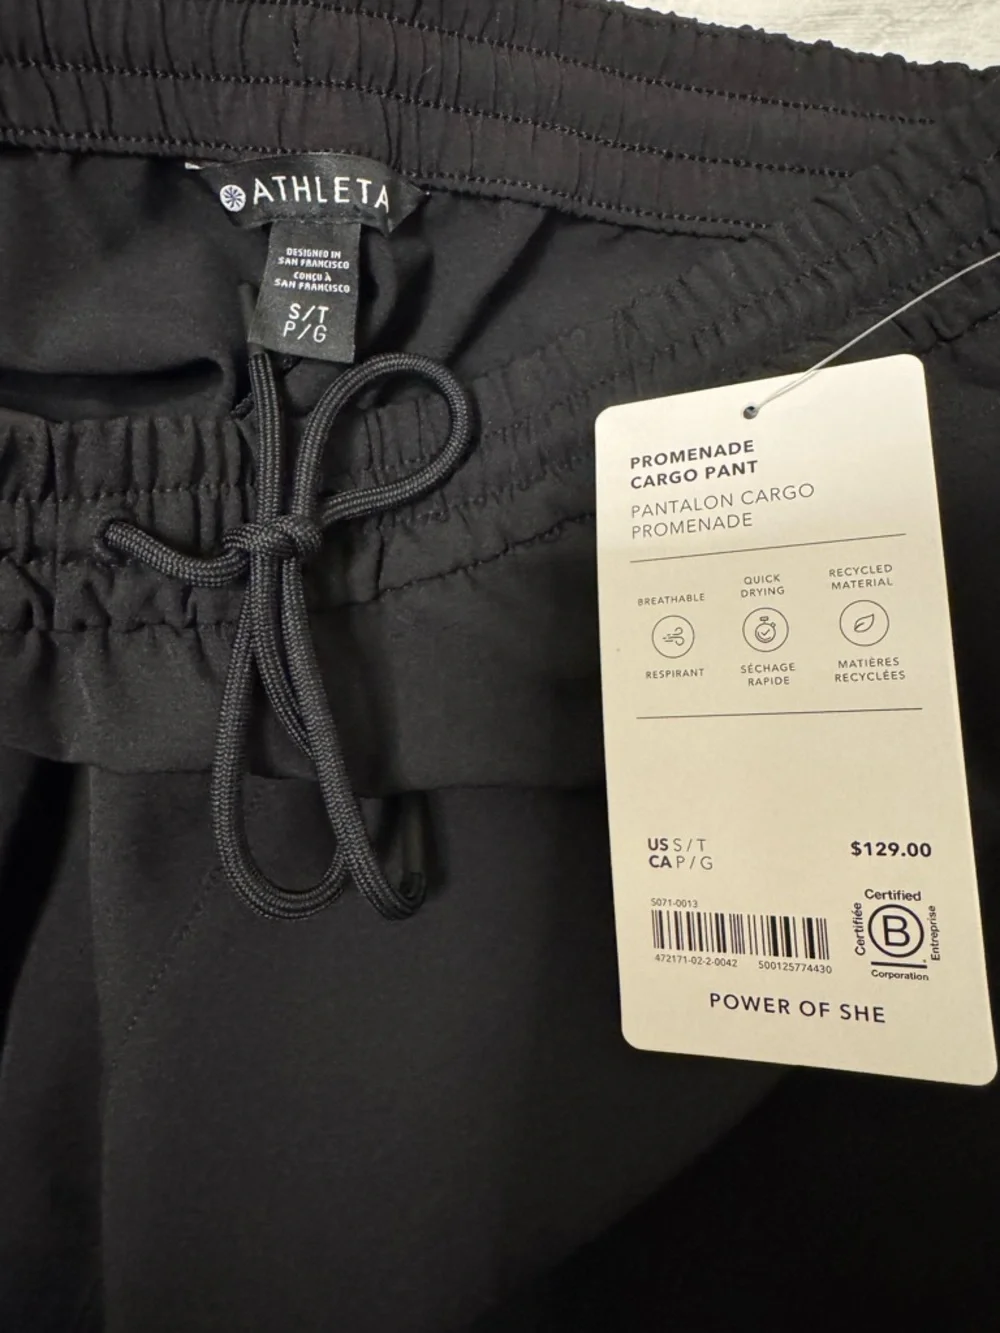 ATHLETA
DESIGNED IN
SAN FRANCISCO
CONÇU À
SAN FRANCISCO
S/T
P/G
PROMENADE
CARGO PANT
PANTALON CARGO
PROMENADE
BREATHABLE
RESPIRANT
QUICK
DRYING
SÉCHAGE
RAPIDE
RECYCLED
MATERIAL
MATIÈRES
RECYCLÉES
US S / T
CA P / G
$129.00
S071-0013
472171-02-2-0042 500125774430
Certified
Certifiée
B
Entreprise
Corporation
POWER OF SHE